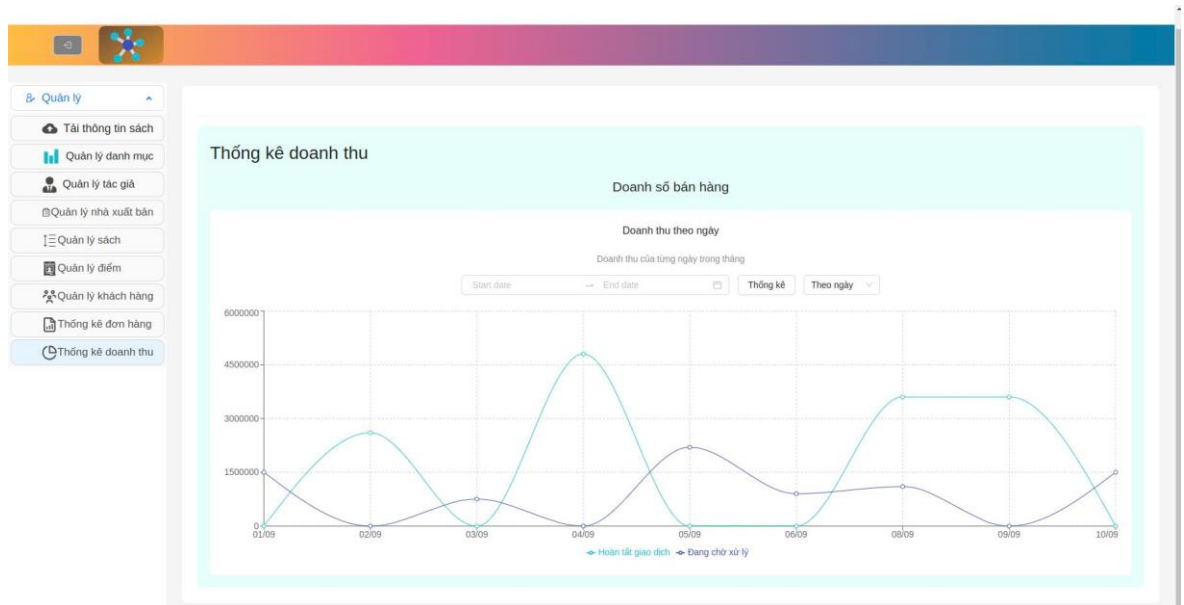 Quản lý
Tải thông tin sách
Quản lý danh mục
Quản lý tác giả
Quản lý nhà xuất bản
Quản lý sách
Quản lý điểm
Quản lý khách hàng
Thống kê đơn hàng
Thống kê doanh thu
Thống kê doanh thu
Doanh số bán hàng
Doanh thu theo ngày
Doanh thu của từng ngày trong tháng
Start date End date Thống kê Theo ngày
6000000
4500000
3000000
1500000
0
01/09 02/09 03/09 04/09 05/09 06/09 08/09 09/09 10/09
Hoàn tất giao dịch Đang chờ xử lý